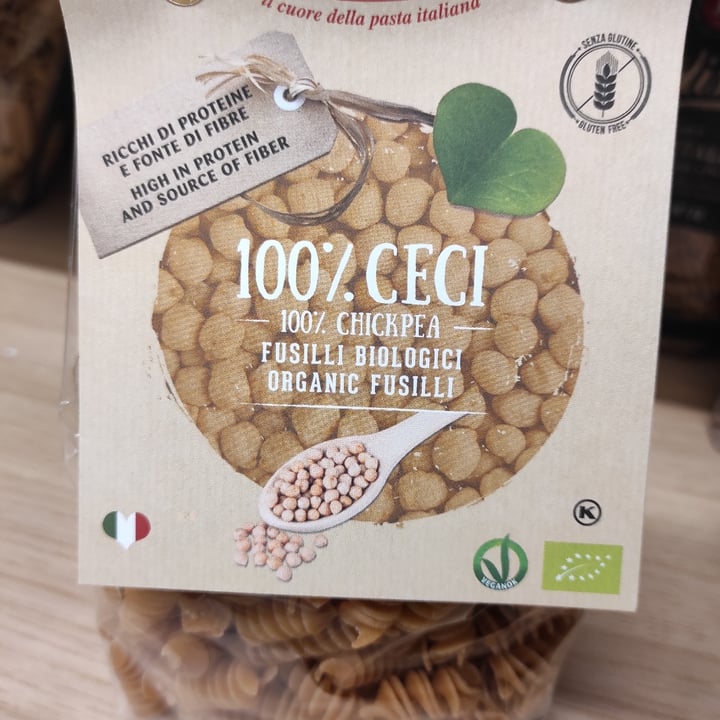 il cuore della pasta italiana
SENZA GLUTINE
GLUTEN FREE
RICCHI DI PROTEINE
E FONTE DI FIBRE
HIGH IN PROTEIN
AND SOURCE OF FIBER
100% CECI
100% CHICKPEA
FUSILLI BIOLOGICI
ORGANIC FUSILLI
K
VEGANOK